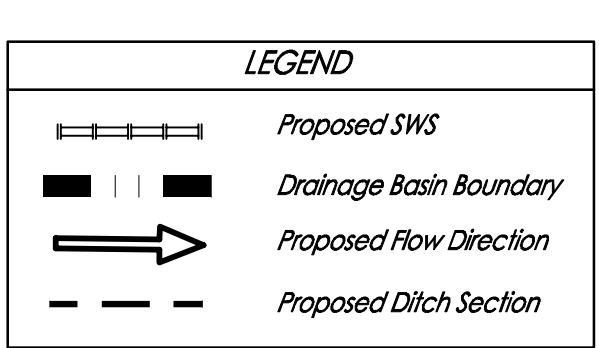 LEGEND
Proposed SWS
Drainage Basin Boundary
Proposed Flow Direction
Proposed Ditch Section